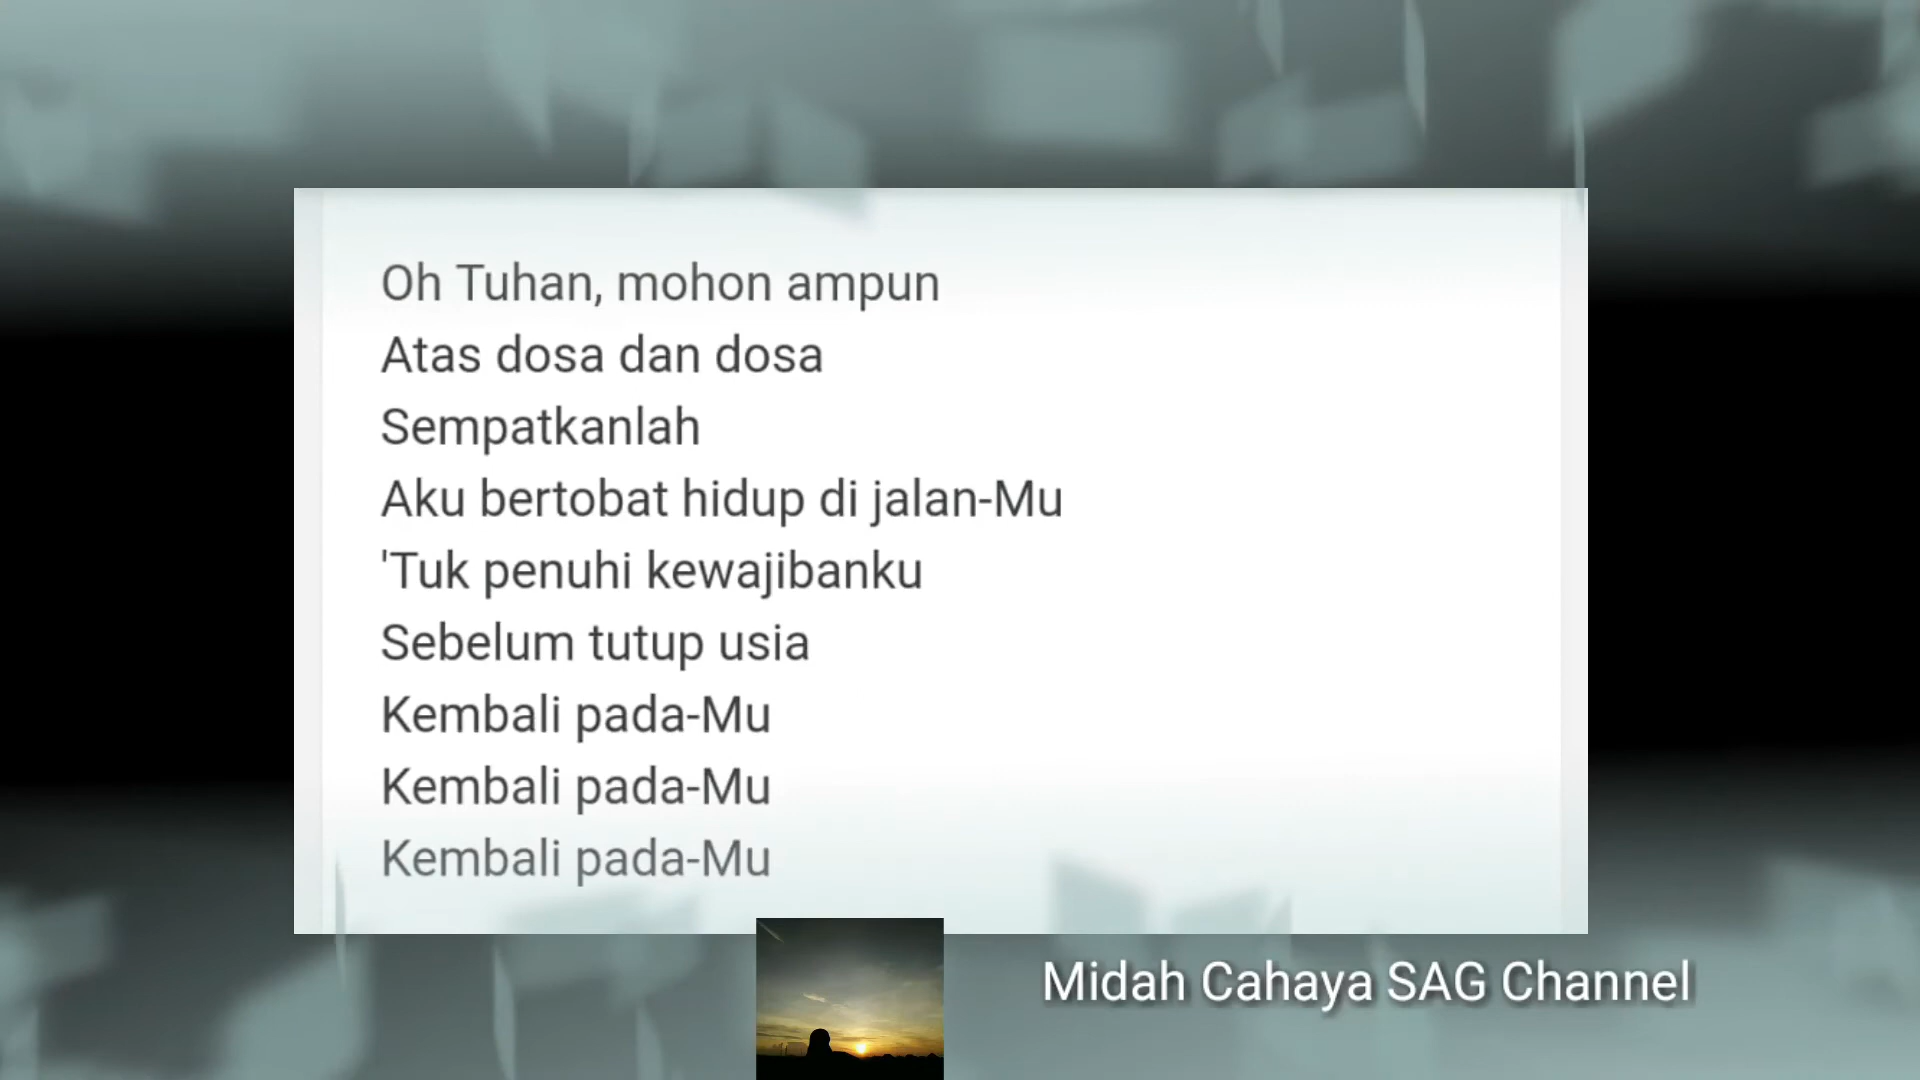 Oh Tuhan, mohon ampun
Atas dosa dan dosa
Sempatkanlah
Aku bertobat hidup di jalan-Mu
'Tuk penuhi kewajibanku
Sebelum tutup usia
Kembali pada-Mu
Kembali pada-Mu
Kembali pada-Mu
Midah Cahaya SAG Channel